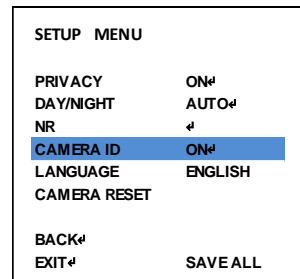 SETUP MENU
PRIVACY ON↵
DAY/NIGHT AUTO↵
NR ↵
CAMERA ID ON↵
LANGUAGE ENGLISH
CAMERA RESET
BACK↵
EXIT↵ SAVE ALL